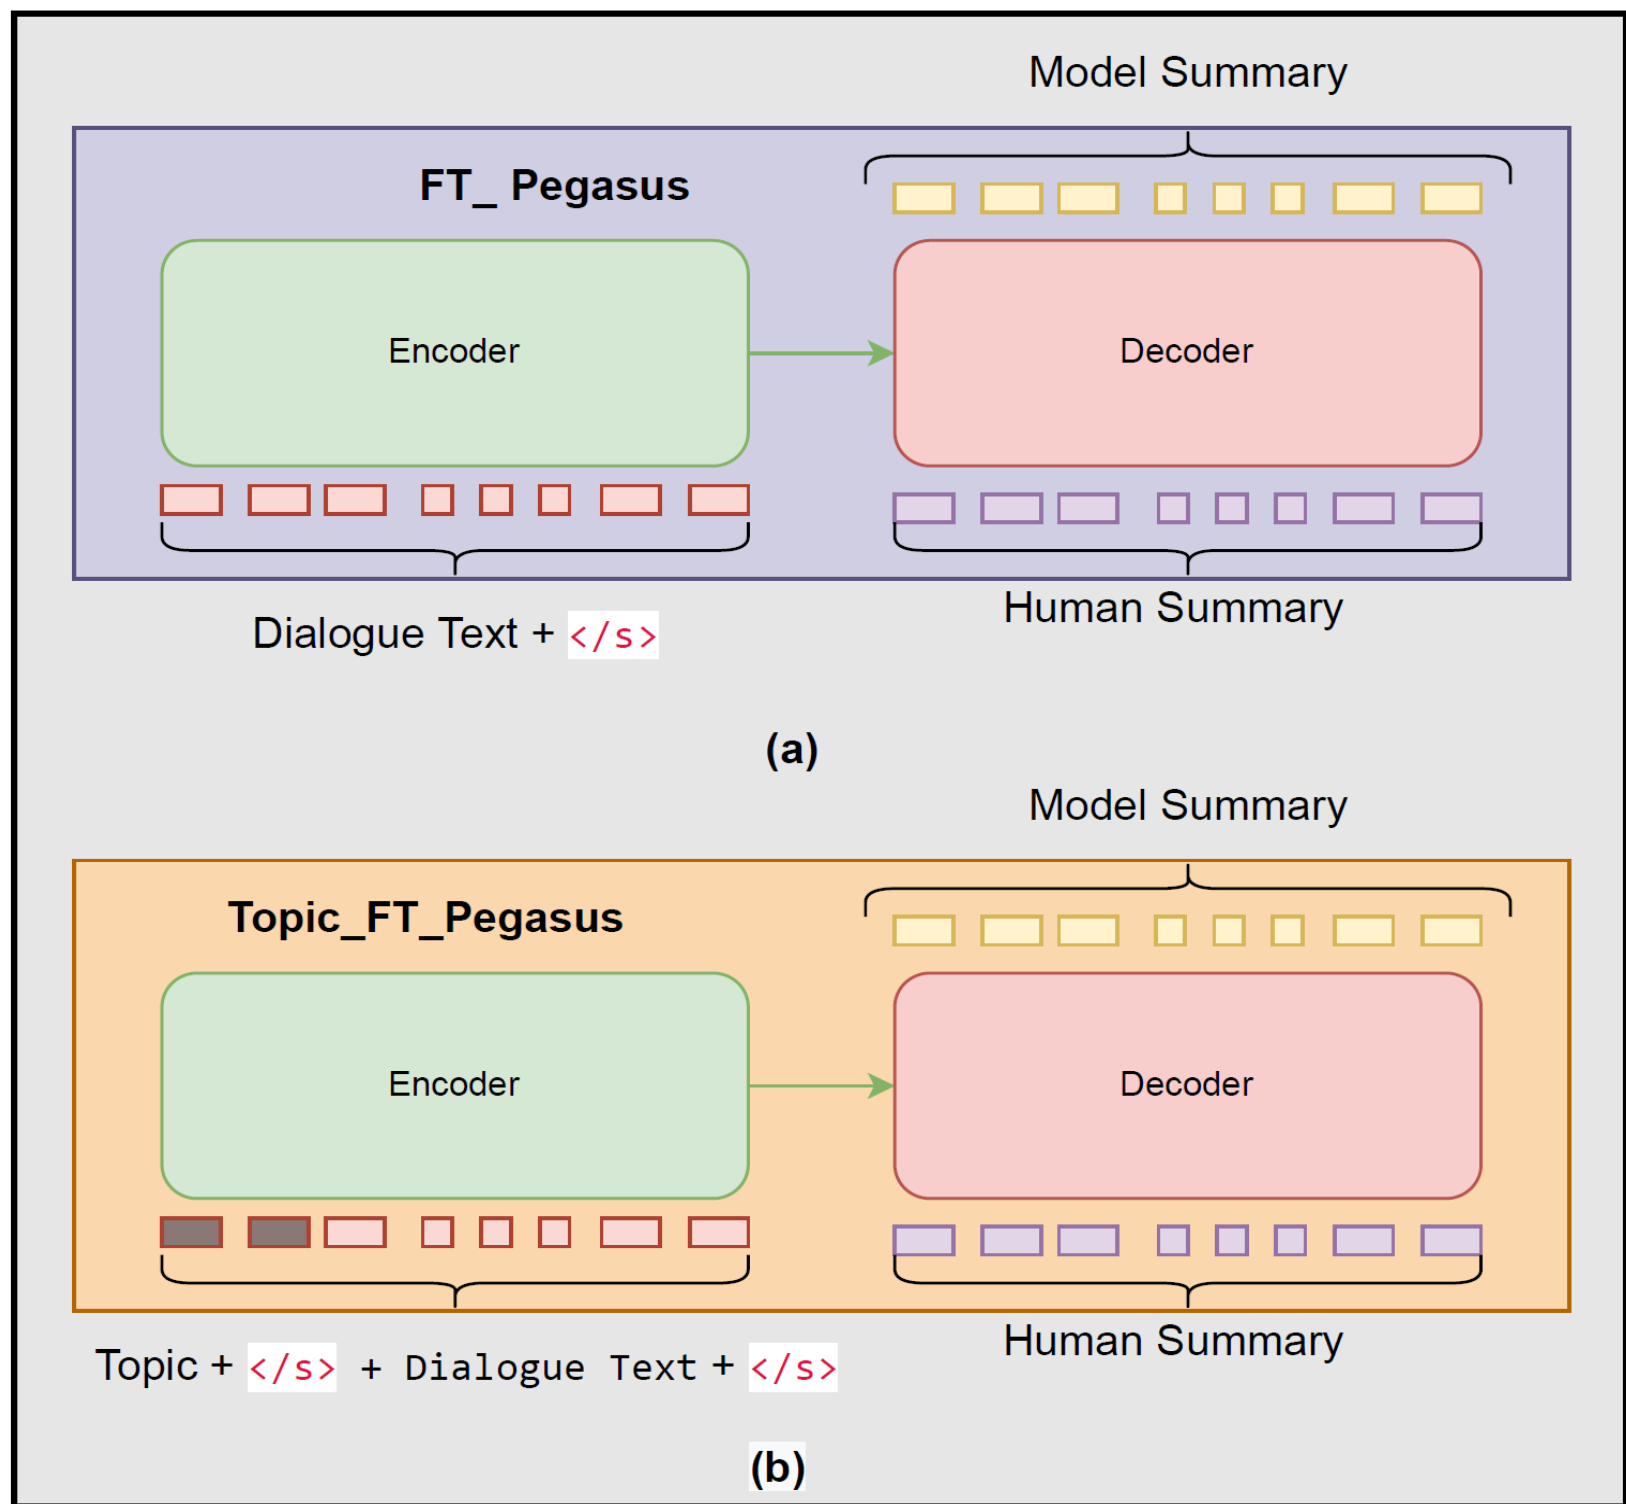 Model Summary
FT_ Pegasus
Encoder
Decoder
Human Summary
Dialogue Text + </s>
(a)
Model Summary
Topic_FT_Pegasus
Encoder
Decoder
Human Summary
Topic + </s> + Dialogue Text + </s>
(b)